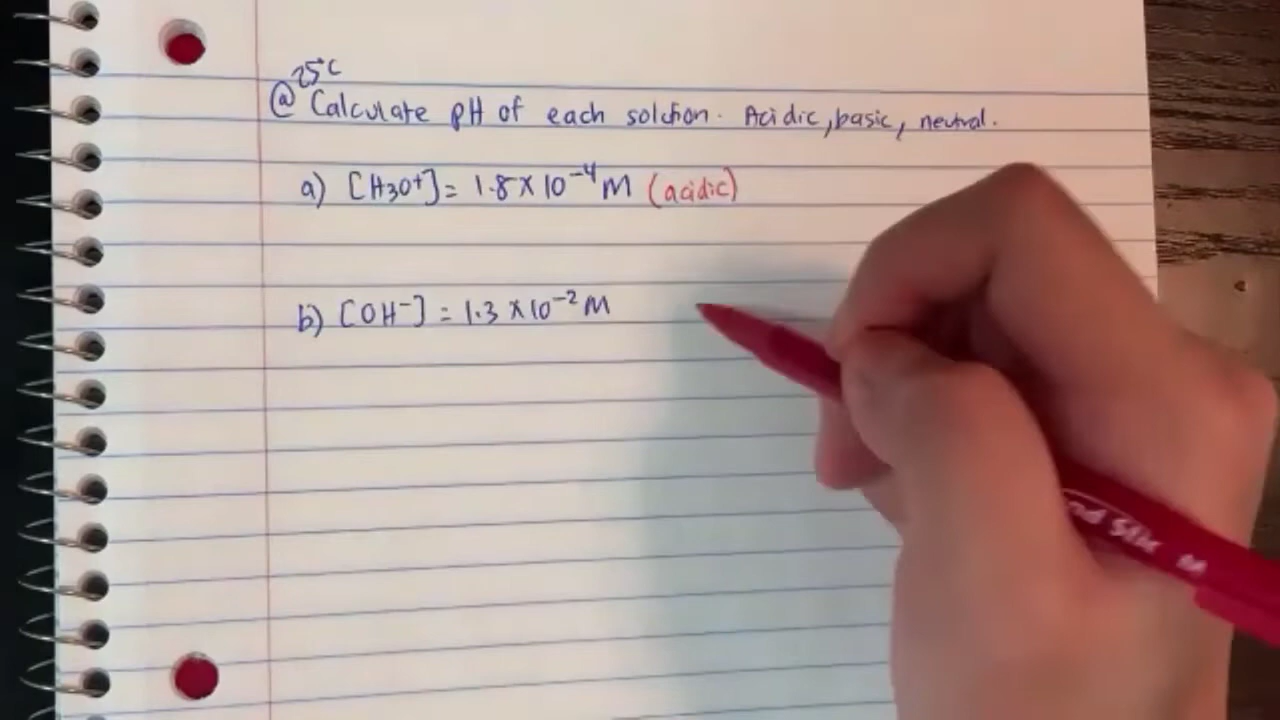 25°C
@ Calculate pH of each solution. Acidic, basic, neutral.
a) [H3O+] = 1.8 x 10^-4 M (acidic)
b) [OH-] = 1.3 x 10^-2 M